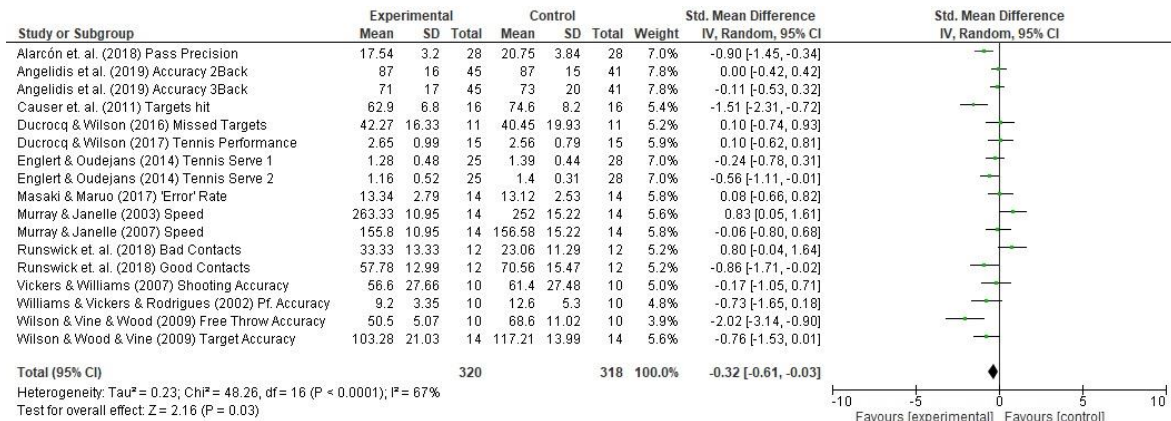 Experimental Control Std. Mean Difference Std. Mean Difference
Study or Subgroup Mean SD Total Mean SD Total Weight IV, Random, 95% CI IV, Random, 95% CI
Alarcón et. al. (2018) Pass Precision 17.54 3.2 28 20.75 3.84 28 7.0% -0.90 [-1.45, -0.34]
Angelidis et al. (2019) Accuracy 2Back 87 16 45 87 15 41 7.8% 0.00 [-0.42, 0.42]
Angelidis et al. (2019) Accuracy 3Back 71 17 45 73 20 41 7.8% -0.11 [-0.53, 0.32]
Causer et. al. (2011) Targets hit 62.9 6.8 16 74.6 8.2 16 5.5% -1.51 [-2.31, -0.72]
Ducrocq & Wilson (2016) Missed Targets 42.27 16.33 11 40.45 19.93 11 5.2% 0.10 [-0.74, 0.93]
Ducrocq & Wilson (2017) Tennis Performance 2.65 0.99 15 2.56 0.79 15 5.9% 0.10 [-0.62, 0.81]
Englert & Oudejans (2014) Tennis Serve 1 1.28 0.48 25 1.39 0.44 28 7.0% -0.24 [-0.78, 0.31]
Englert & Oudejans (2014) Tennis Serve 2 1.16 0.52 25 1.4 0.31 28 7.0% -0.56 [-1.11, -0.01]
Masaki & Maruo (2017) 'Error' Rate 13.34 2.79 14 13.12 2.53 14 5.8% 0.08 [-0.66, 0.82]
Murray & Janelle (2003) Speed 263.33 10.95 14 252 15.22 14 5.6% 0.83 [0.05, 1.61]
Murray & Janelle (2007) Speed 155.8 10.95 14 156.58 15.22 14 5.8% -0.06 [-0.80, 0.68]
Runswick et. al. (2018) Bad Contacts 33.33 13.33 12 23.06 11.29 12 5.2% 0.80 [-0.04, 1.64]
Runswick et. al. (2018) Good Contacts 57.78 12.99 12 70.56 15.47 12 5.2% -0.86 [-1.71, -0.02]
Vickers & Williams (2007) Shooting Accuracy 56.6 27.66 10 61.4 27.48 10 5.0% -0.17 [-1.05, 0.71]
Williams & Vickers & Rodrigues (2002) Pf. Accuracy 9.2 3.35 10 12.6 5.3 10 4.8% -0.73 [-1.65, 0.18]
Wilson & Vine & Wood (2009) Free Throw Accuracy 50.5 5.07 10 68.6 11.02 10 3.9% -2.02 [-3.14, -0.90]
Wilson & Wood & Vine (2009) Target Accuracy 103.28 21.03 14 117.21 13.99 14 5.6% -0.76 [-1.53, 0.01]
Total (95% CI) 320 318 100.0% -0.32 [-0.61, -0.03]
Heterogeneity: Tau² = 0.23; Chi² = 48.26, df = 16 (P < 0.0001); I² = 67%
Test for overall effect: Z = 2.16 (P = 0.03)
-10 -5 0 5 10
Favours [experimental] Favours [control]